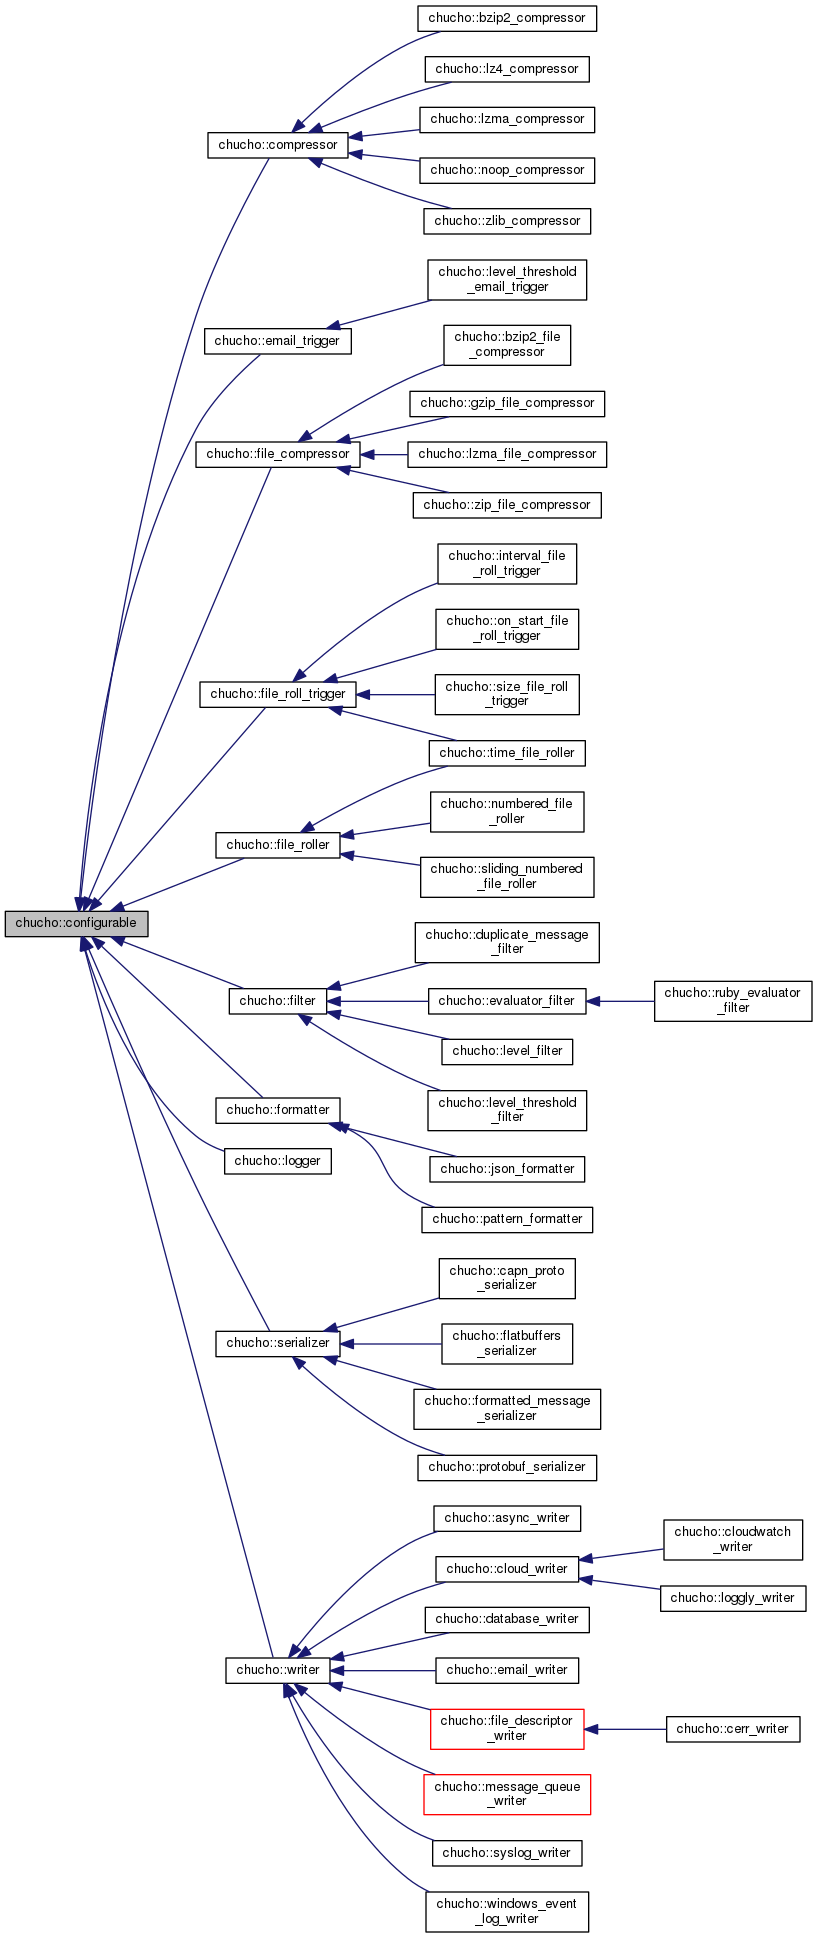 chucho::bzip2_compressor
chucho::lz4_compressor
chucho::lzma_compressor
chucho::compressor
chucho::noop_compressor
chucho::zlib_compressor
chucho::level_threshold
_email_trigger
chucho::email_trigger
chucho::bzip2_file
_compressor
chucho::gzip_file_compressor
chucho::file_compressor
chucho::lzma_file_compressor
chucho::zip_file_compressor
chucho::interval_file
_roll_trigger
chucho::on_start_file
_roll_trigger
chucho::file_roll_trigger
chucho::size_file_roll
_trigger
chucho::time_file_roller
chucho::numbered_file
_roller
chucho::file_roller
chucho::sliding_numbered
_file_roller
chucho::configurable
chucho::duplicate_message
_filter
chucho::filter
chucho::evaluator_filter
chucho::ruby_evaluator
_filter
chucho::level_filter
chucho::level_threshold
_filter
chucho::formatter
chucho::logger
chucho::json_formatter
chucho::pattern_formatter
chucho::capn_proto
_serializer
chucho::serializer
chucho::flatbuffers
_serializer
chucho::formatted_message
_serializer
chucho::protobuf_serializer
chucho::async_writer
chucho::cloud_writer
chucho::cloudwatch
_writer
chucho::loggly_writer
chucho::database_writer
chucho::writer
chucho::email_writer
chucho::file_descriptor
_writer
chucho::cerr_writer
chucho::message_queue
_writer
chucho::syslog_writer
chucho::windows_event
_log_writer